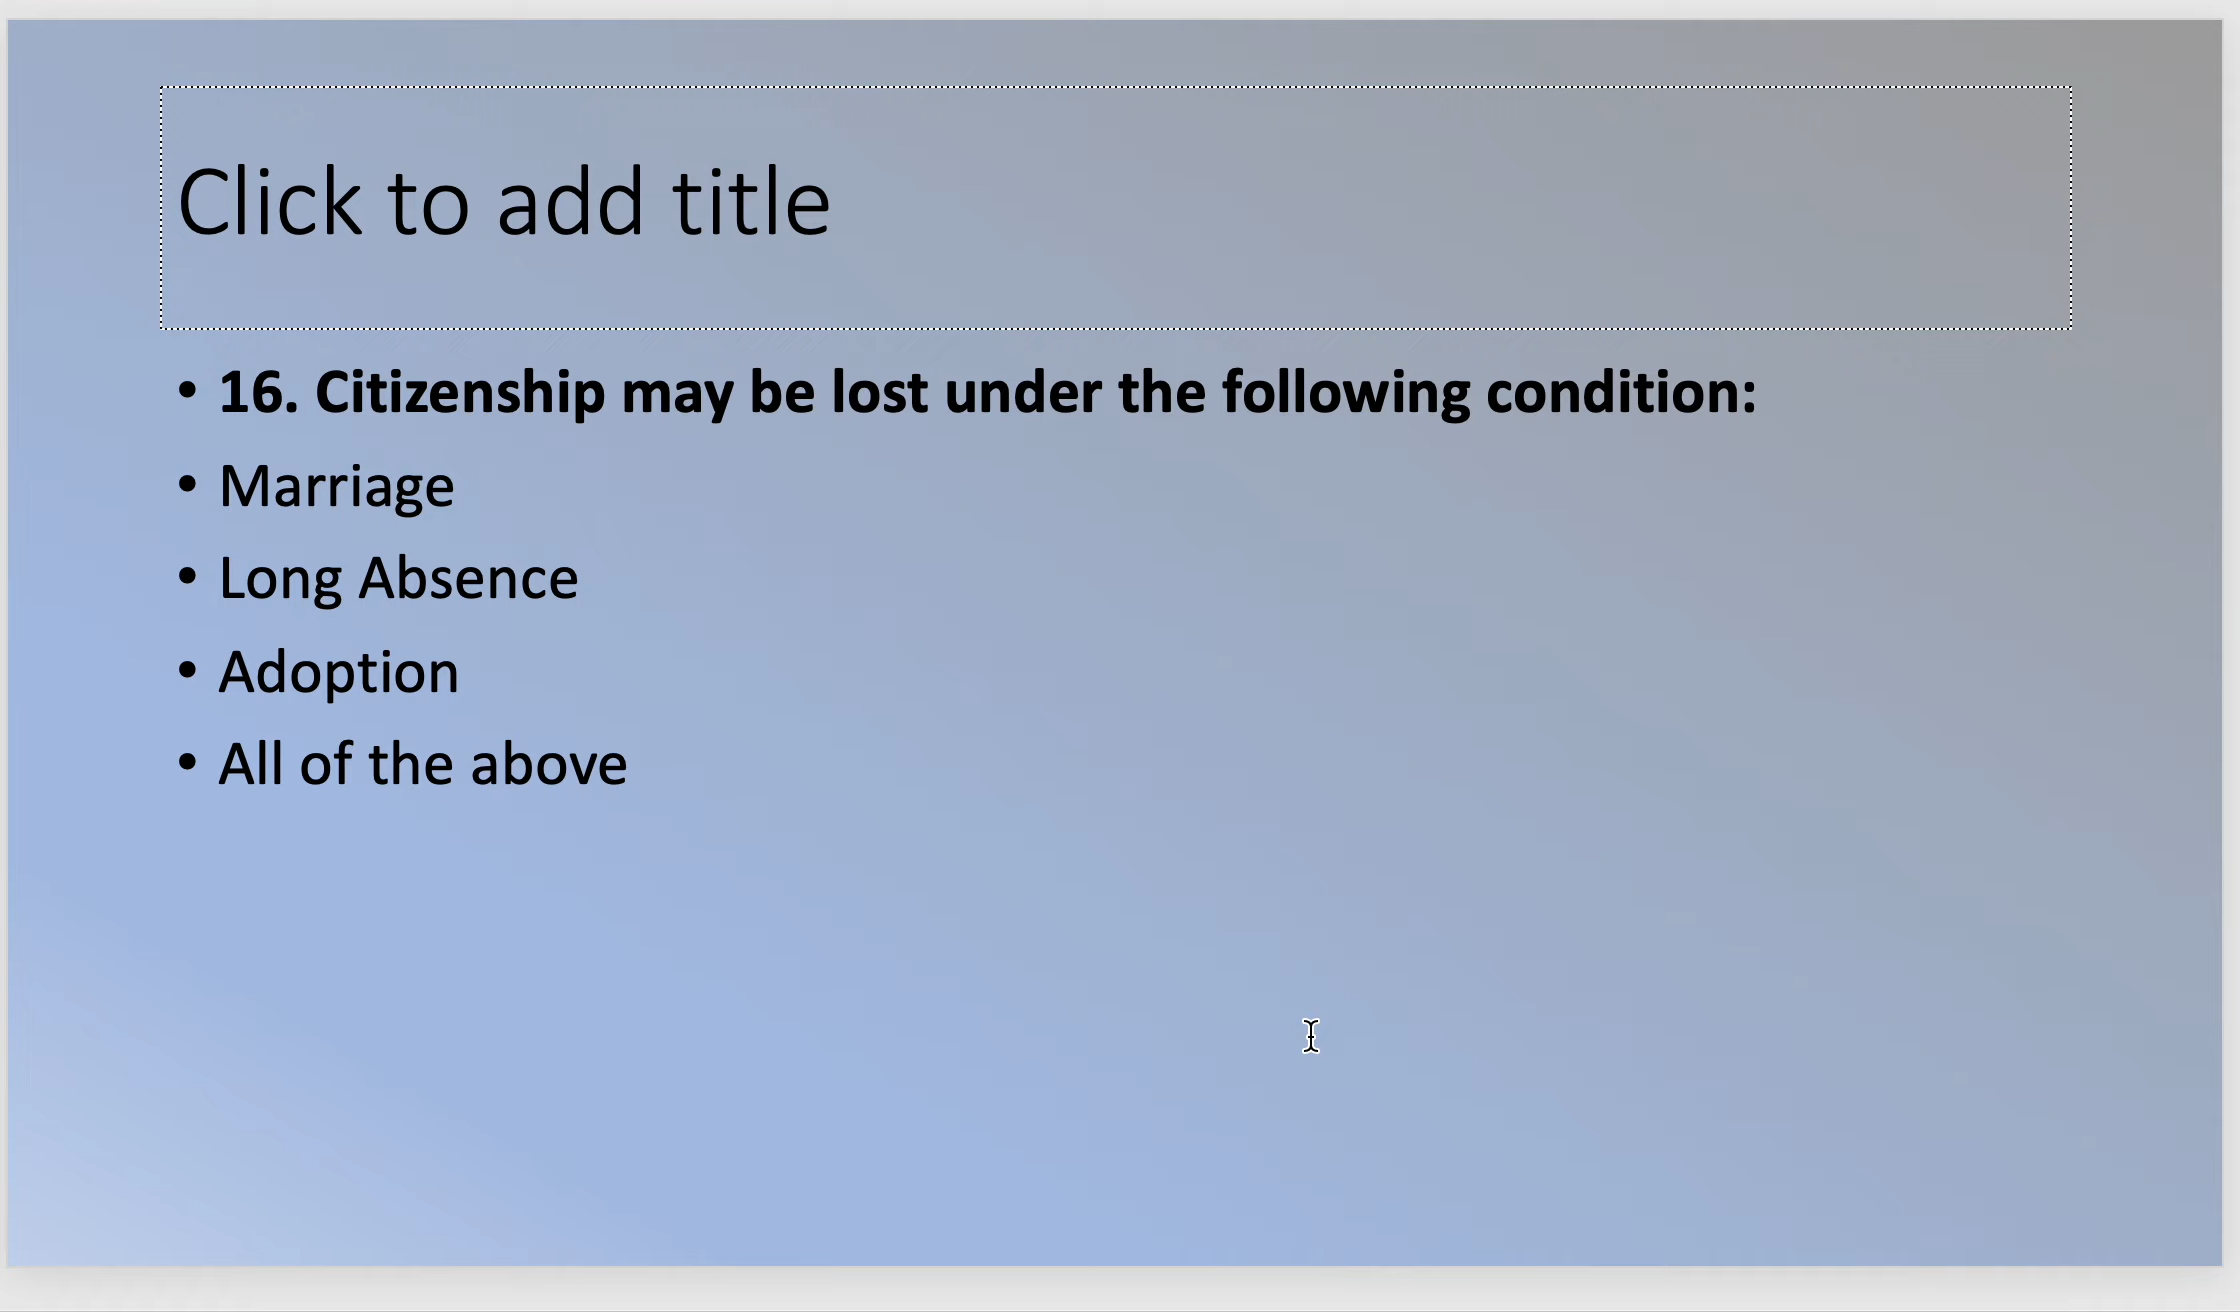 Click to add title
• 16. Citizenship may be lost under the following condition:
• Marriage
• Long Absence
• Adoption
• All of the above